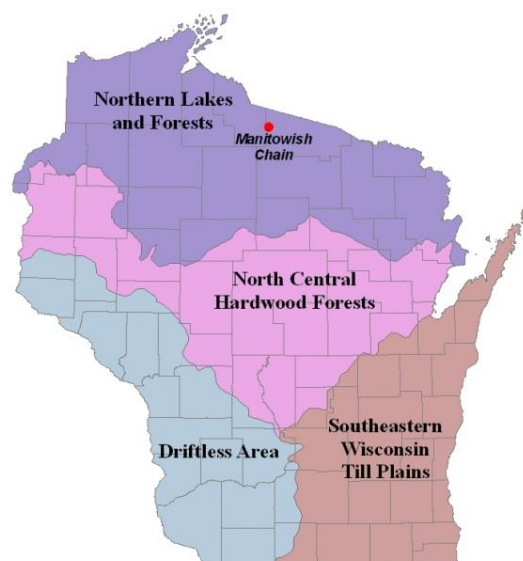 Northern Lakes
and Forests
Manitowish
Chain
North Central
Hardwood Forests
Driftless Area
Southeastern
Wisconsin
Till Plains